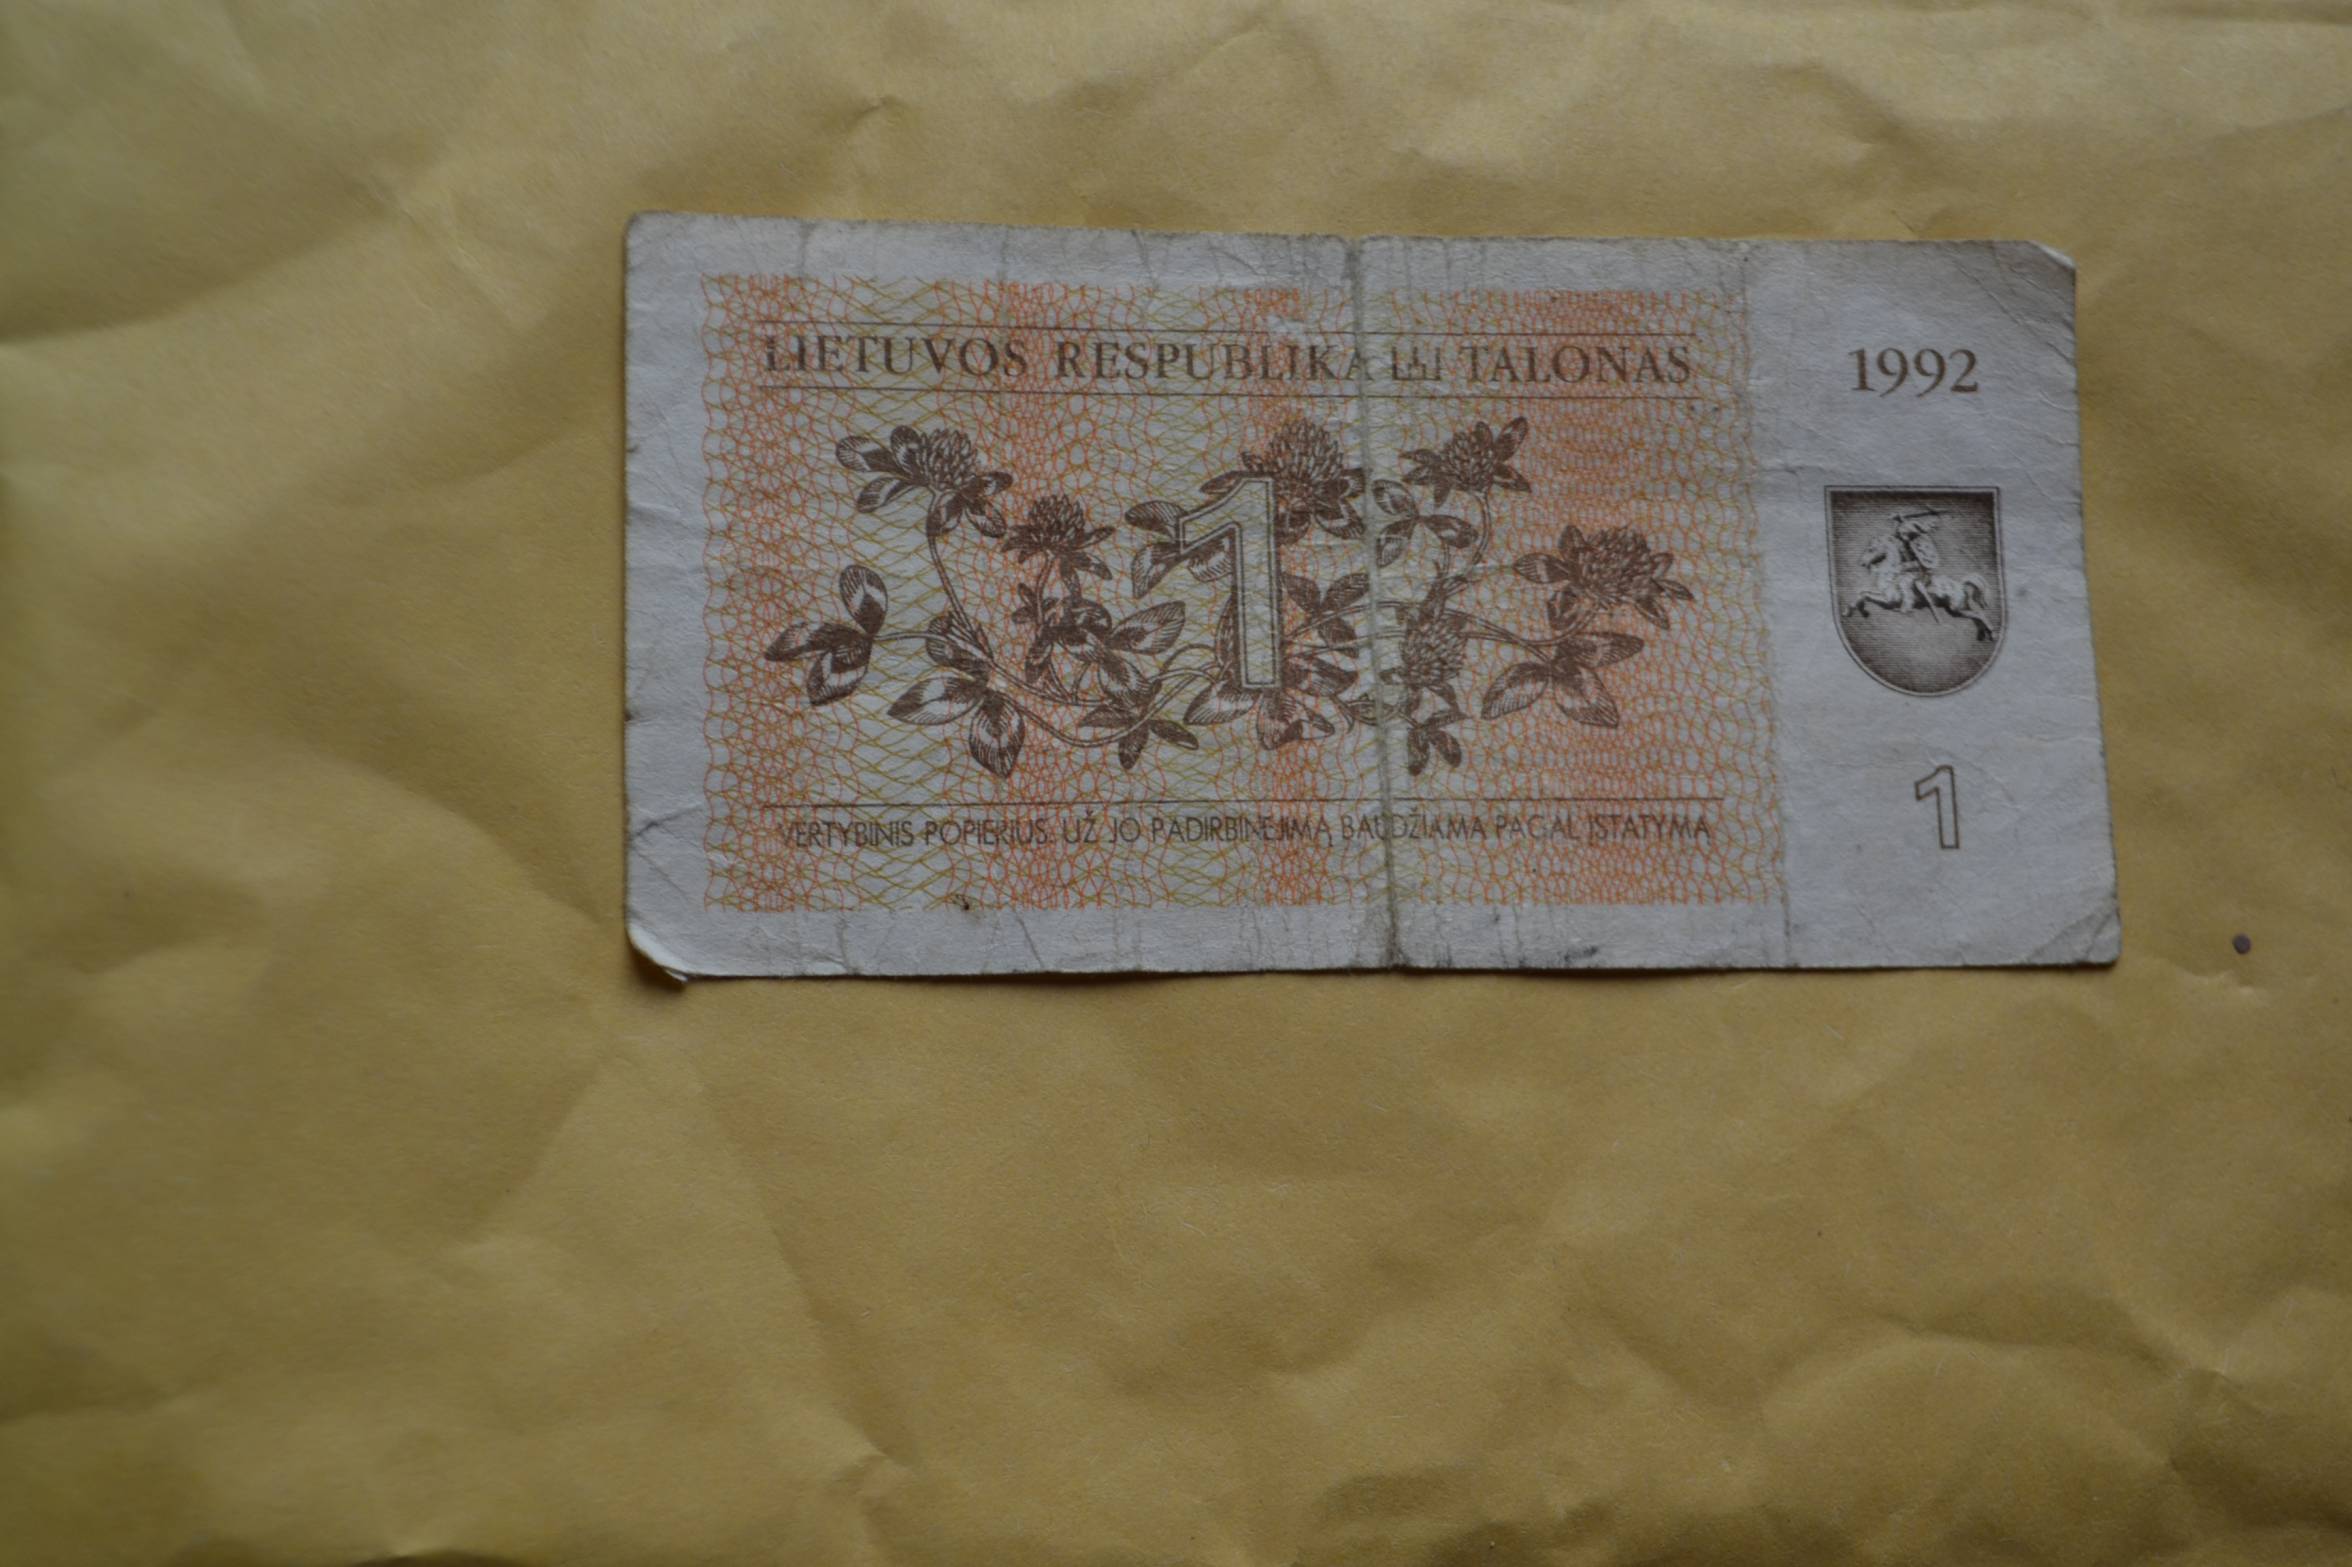 LIETUVOS RESPUBLIKA TALONAS
1992
1
VERTYBINIS POPIERIUS. UŽ JO PADIRBINĖJIMĄ BAUDŽIAMA PAGAL ĮSTATYMĄ
1